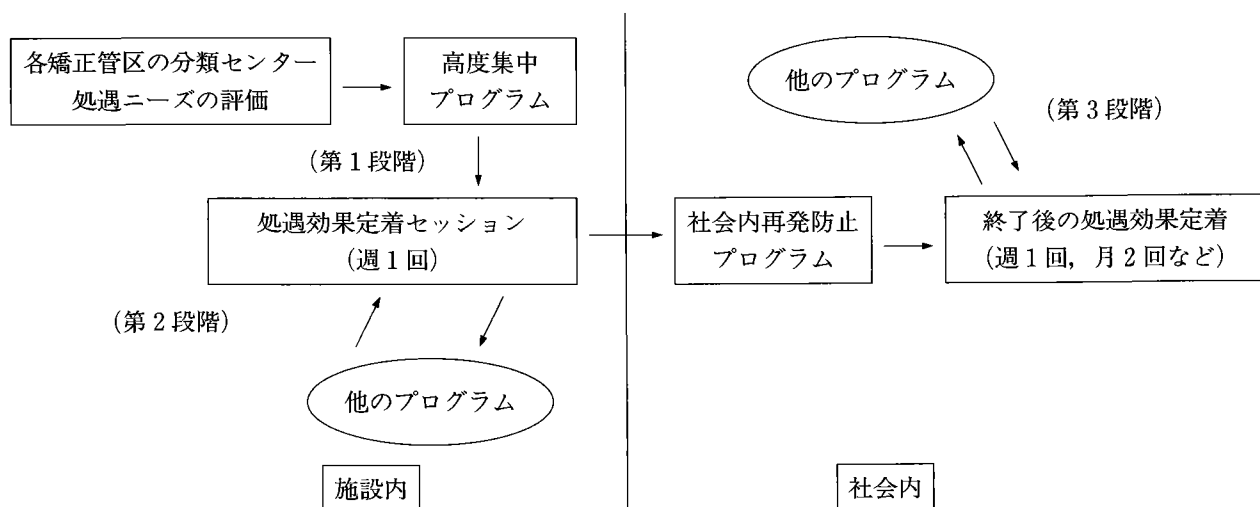 各矯正管区の分類センター
処遇ニーズの評価
高度集中
プログラム
(第1段階)
処遇効果定着セッション
(週1回)
(第2段階)
他のプログラム
施設内
他のプログラム
(第3段階)
社会内再発防止
プログラム
終了後の処遇効果定着
(週1回，月2回など)
社会内